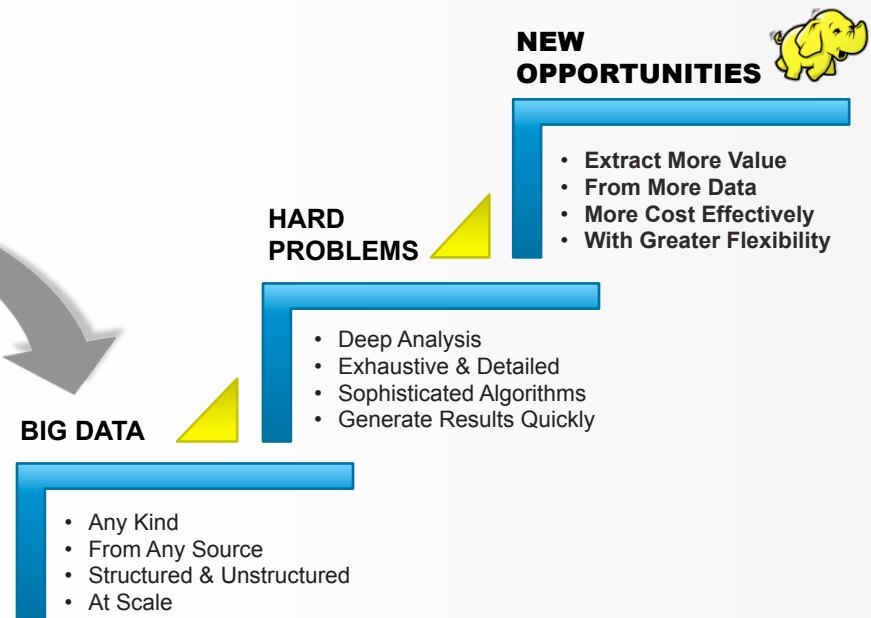 NEW
OPPORTUNITIES
• Extract More Value
• From More Data
• More Cost Effectively
• With Greater Flexibility
HARD
PROBLEMS
• Deep Analysis
• Exhaustive & Detailed
• Sophisticated Algorithms
• Generate Results Quickly
BIG DATA
• Any Kind
• From Any Source
• Structured & Unstructured
• At Scale